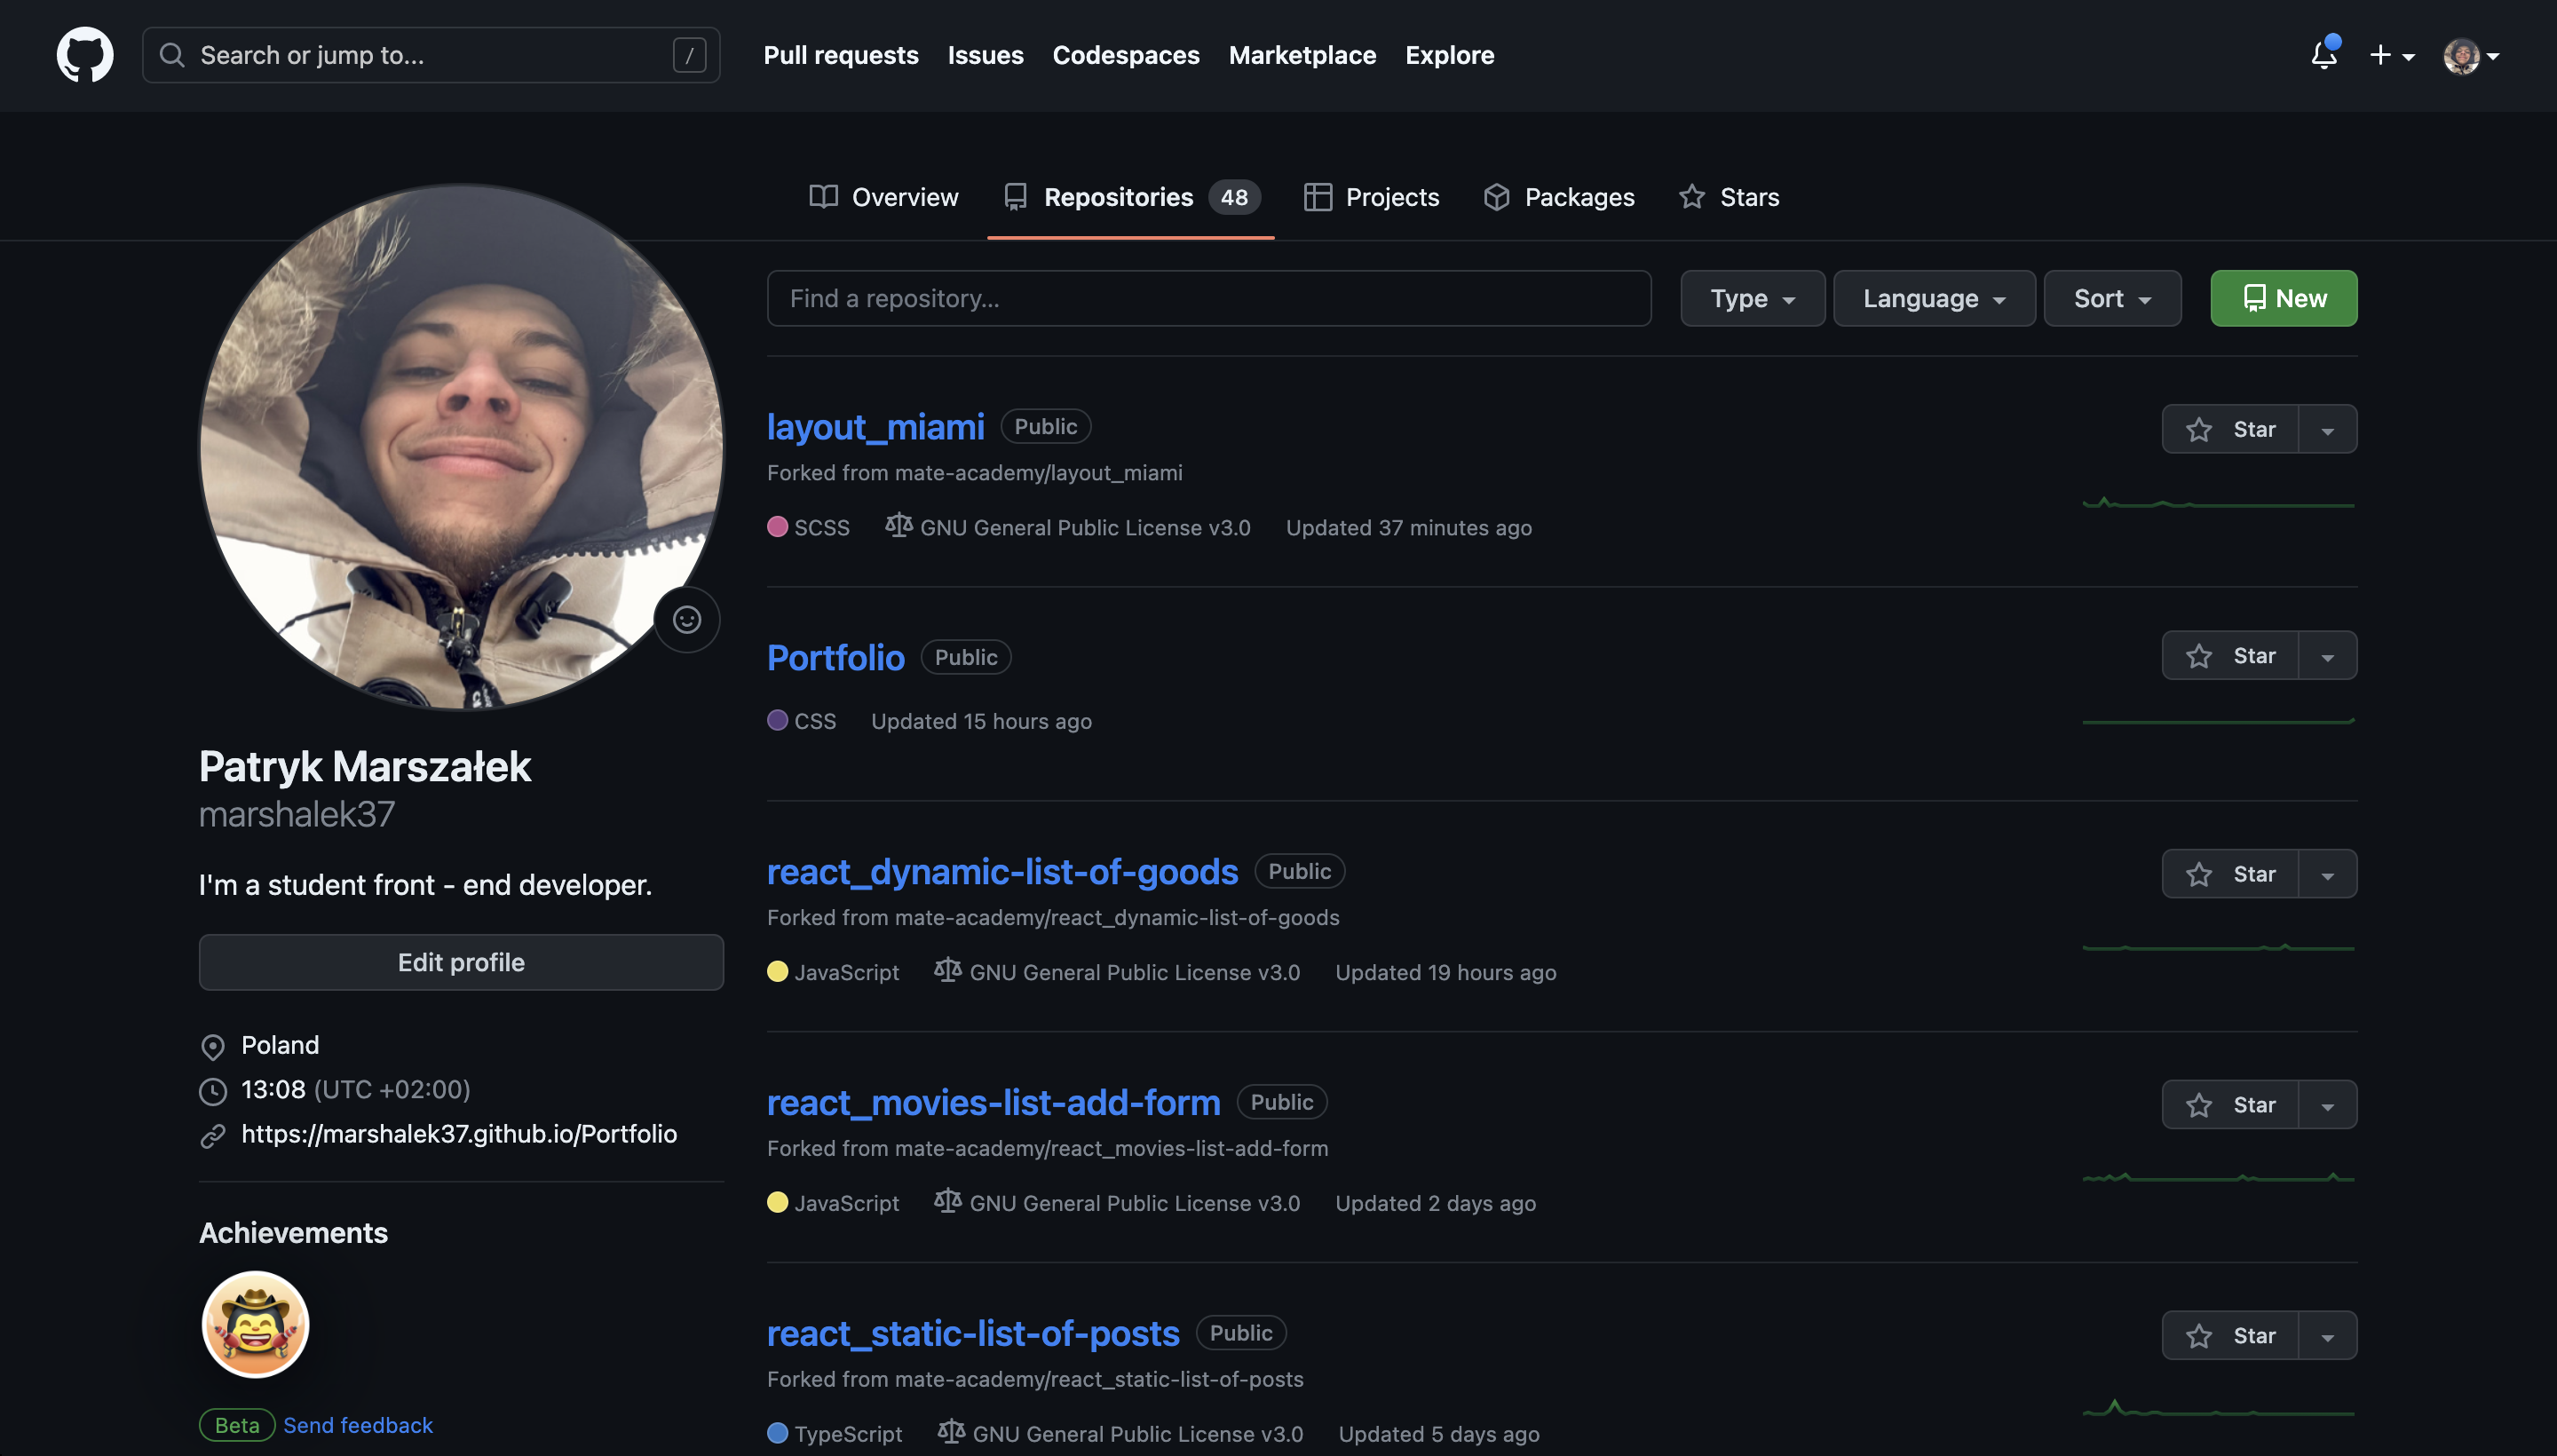 Search or jump to... /
Pull requests Issues Codespaces Marketplace Explore
Overview Repositories 48 Projects Packages Stars
Find a repository...
Type Language Sort New
layout_miami Public
Star
Forked from mate-academy/layout_miami
SCSS GNU General Public License v3.0 Updated 37 minutes ago
Portfolio Public
Star
CSS Updated 15 hours ago
react_dynamic-list-of-goods Public
Star
Forked from mate-academy/react_dynamic-list-of-goods
JavaScript GNU General Public License v3.0 Updated 19 hours ago
react_movies-list-add-form Public
Star
Forked from mate-academy/react_movies-list-add-form
JavaScript GNU General Public License v3.0 Updated 2 days ago
react_static-list-of-posts Public
Star
Forked from mate-academy/react_static-list-of-posts
TypeScript GNU General Public License v3.0 Updated 5 days ago
Patryk Marszałek
marshalek37
I'm a student front - end developer.
Edit profile
Poland
13:08 (UTC +02:00)
https://marshalek37.github.io/Portfolio
Achievements
Beta Send feedback